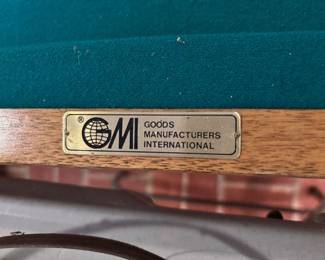 ® GMI
GOODS
MANUFACTURERS
INTERNATIONAL